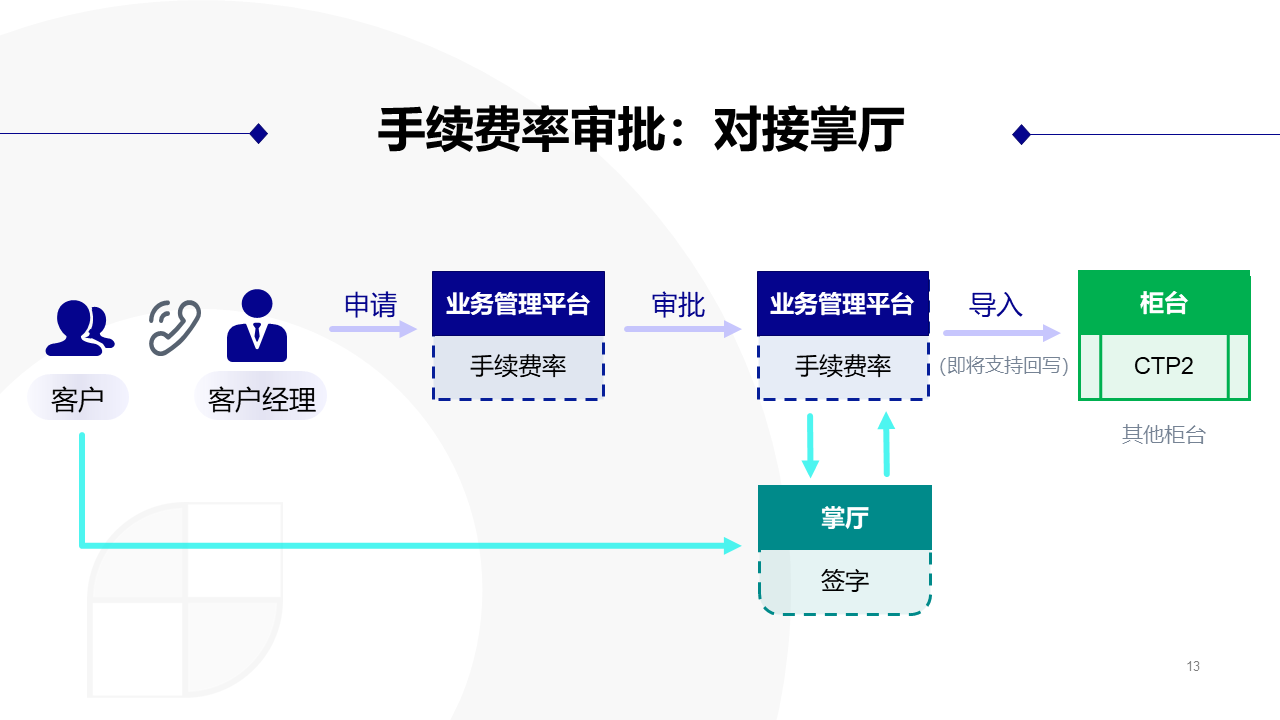 手续费率审批：对接掌厅
客户
客户经理
申请
业务管理平台
手续费率
审批
业务管理平台
手续费率
导入
(即将支持回写)
柜台
CTP2
其他柜台
掌厅
签字
13